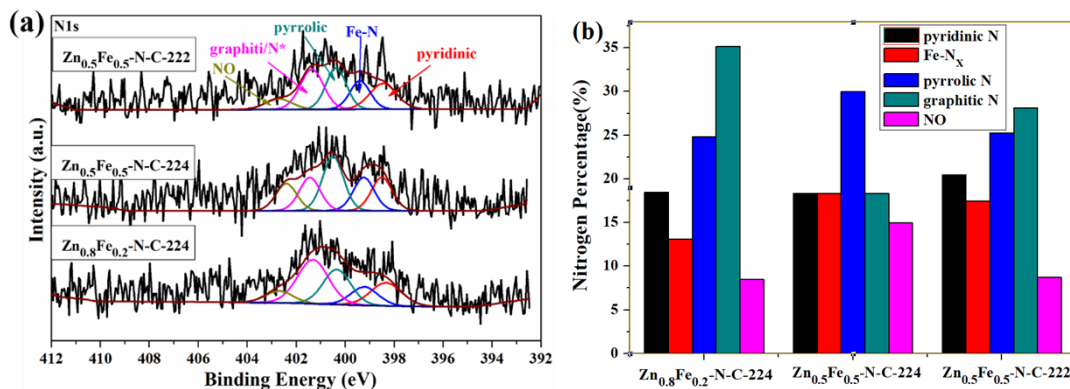 (a)
N1s
Zn0.5Fe0.5-N-C-222
NO
graphiti/N*
pyrrolic
Fe-N
pyridinic
Zn0.5Fe0.5-N-C-224
Zn0.8Fe0.2-N-C-224
Intensity (a.u.)
412 410 408 406 404 402 400 398 396 394 392
Binding Energy (eV)
(b)
pyridinic N
Fe-NX
pyrrolic N
graphitic N
NO
Nitrogen Percentage(%)
35
30
25
20
15
10
5
0
Zn0.8Fe0.2-N-C-224 Zn0.5Fe0.5-N-C-224 Zn0.5Fe0.5-N-C-222